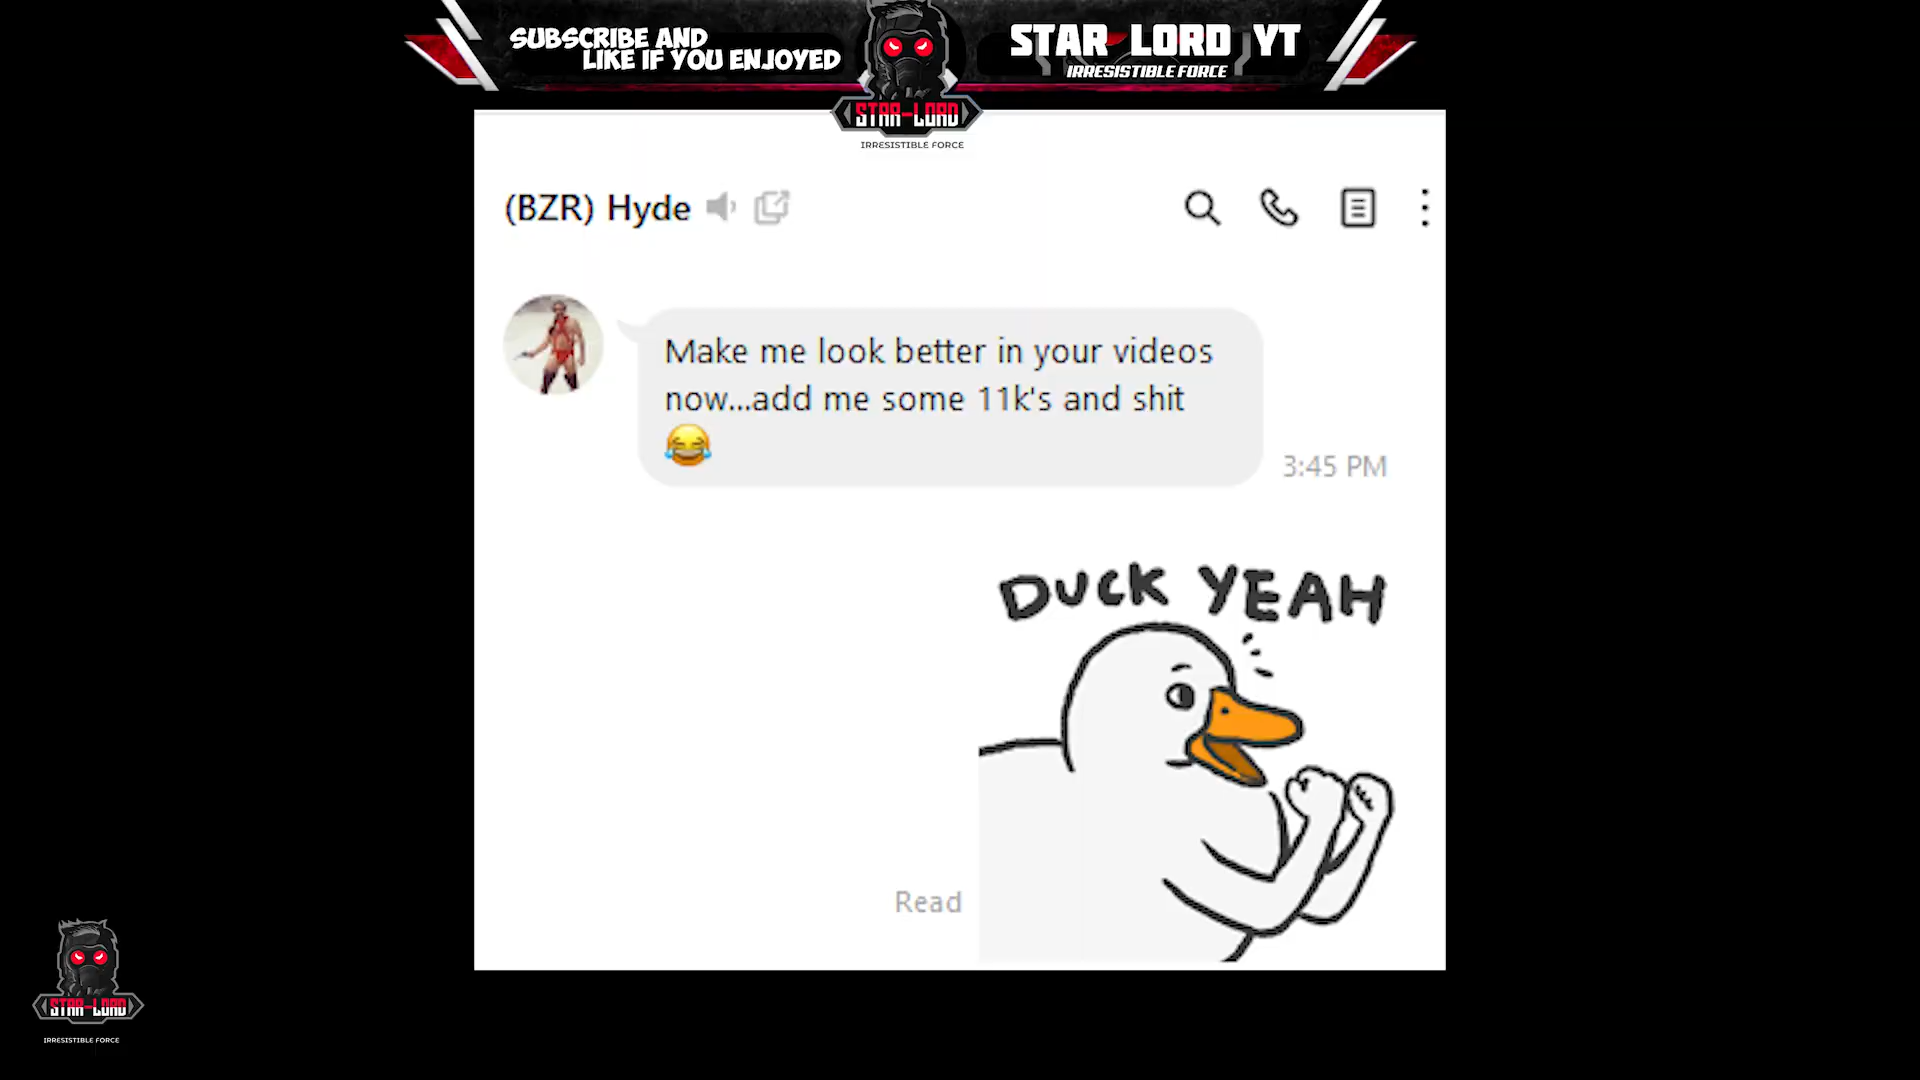 SUBSCRIBE AND
LIKE IF YOU ENJOYED
STAR LORD YT
IRRESISTIBLE FORCE
STAR-LORD
IRRESISTIBLE FORCE
(BZR) Hyde
Make me look better in your videos
now...add me some 11k's and shit
😂
3:45 PM
DUCK YEAH
Read
STAR-LORD
IRRESISTIBLE FORCE